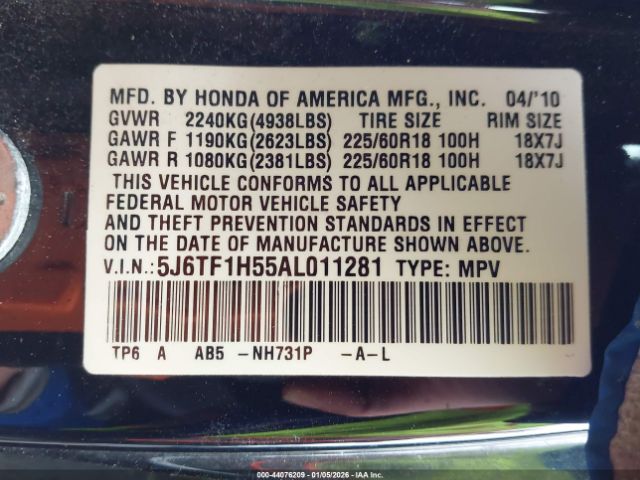 MFD. BY HONDA OF AMERICA MFG., INC. 04/'10
GVWR 2240KG(4938LBS) TIRE SIZE RIM SIZE
GAWR F 1190KG(2623LBS) 225/60R18 100H 18X7J
GAWR R 1080KG(2381LBS) 225/60R18 100H 18X7J
THIS VEHICLE CONFORMS TO ALL APPLICABLE
FEDERAL MOTOR VEHICLE SAFETY
AND THEFT PREVENTION STANDARDS IN EFFECT
ON THE DATE OF MANUFACTURE SHOWN ABOVE.
V.I.N.: 5J6TF1H55AL011281 TYPE: MPV
TP6 A AB5 -NH731P -A-L
000-44076209 - 01/05/2026 - IAA Inc.